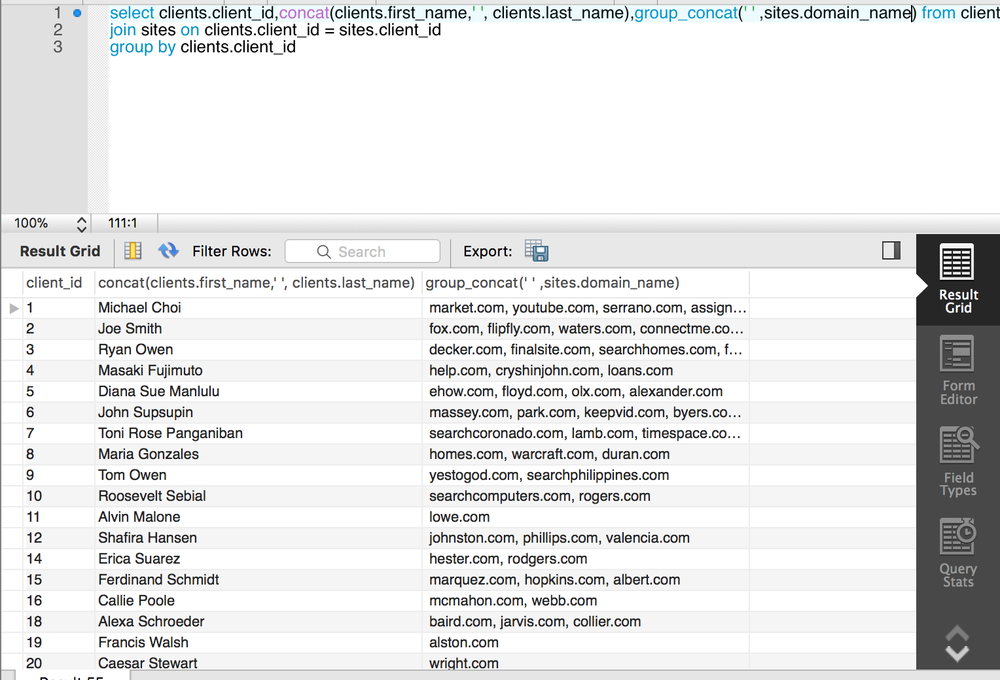 1 select clients.client_id,concat(clients.first_name,' ', clients.last_name),group_concat(' ' ,sites.domain_name) from client
2 join sites on clients.client_id = sites.client_id
3 group by clients.client_id
100% 111:1
Result Grid Filter Rows: Search Export:
client_id concat(clients.first_name,' ', clients.last_name) group_concat(' ' ,sites.domain_name)
1 Michael Choi market.com, youtube.com, serrano.com, assign...
2 Joe Smith fox.com, flipfly.com, waters.com, connectme.co...
3 Ryan Owen decker.com, finalsite.com, searchhomes.com, f...
4 Masaki Fujimuto help.com, cryshinjohn.com, loans.com
5 Diana Sue Manlulu ehow.com, floyd.com, olx.com, alexander.com
6 John Supsupin massey.com, park.com, keepvid.com, byers.co...
7 Toni Rose Panganiban searchcoronado.com, lamb.com, timespace.co...
8 Maria Gonzales homes.com, warcraft.com, duran.com
9 Tom Owen yestogod.com, searchphilippines.com
10 Roosevelt Sebial searchcomputers.com, rogers.com
11 Alvin Malone lowe.com
12 Shafira Hansen johnston.com, phillips.com, valencia.com
14 Erica Suarez hester.com, rodgers.com
15 Ferdinand Schmidt marquez.com, hopkins.com, albert.com
16 Callie Poole mcmahon.com, webb.com
18 Alexa Schroeder baird.com, jarvis.com, collier.com
19 Francis Walsh alston.com
20 Caesar Stewart wright.com
Result 55
Result
Grid
Form
Editor
Field
Types
Query
Stats